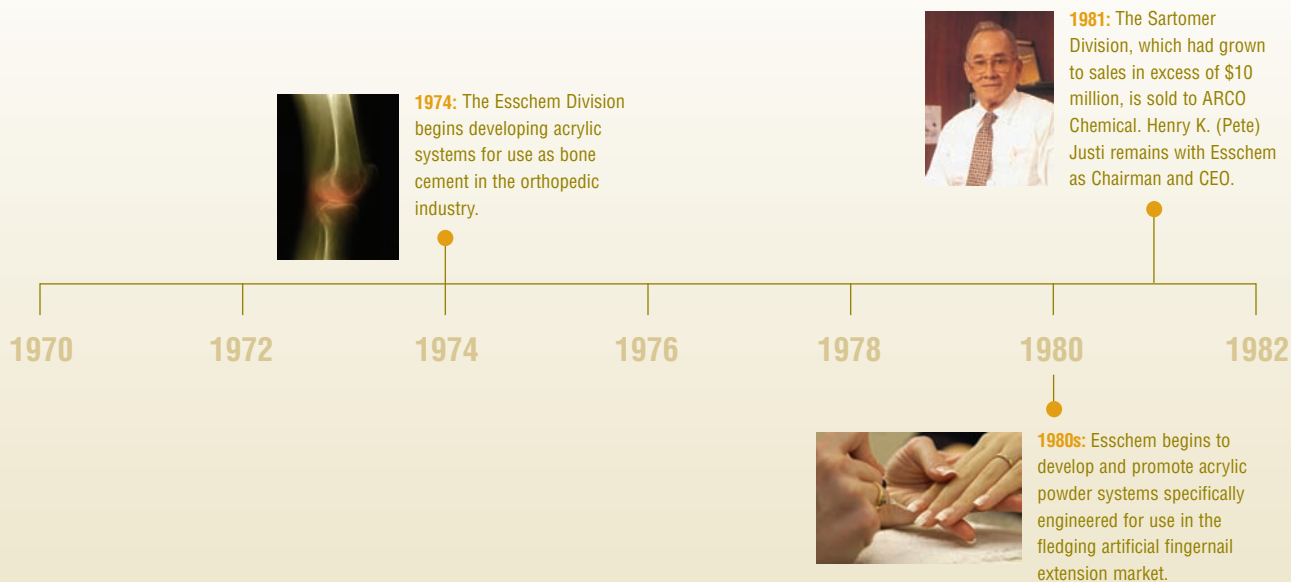 1981: The Sartomer
Division, which had grown
to sales in excess of $10
million, is sold to ARCO
Chemical. Henry K. (Pete)
Justi remains with Esschem
as Chairman and CEO.
1974: The Esschem Division
begins developing acrylic
systems for use as bone
cement in the orthopedic
industry.
1970 1972 1974 1976 1978 1980 1982
1980s: Esschem begins to
develop and promote acrylic
powder systems specifically
engineered for use in the
fledging artificial fingernail
extension market.